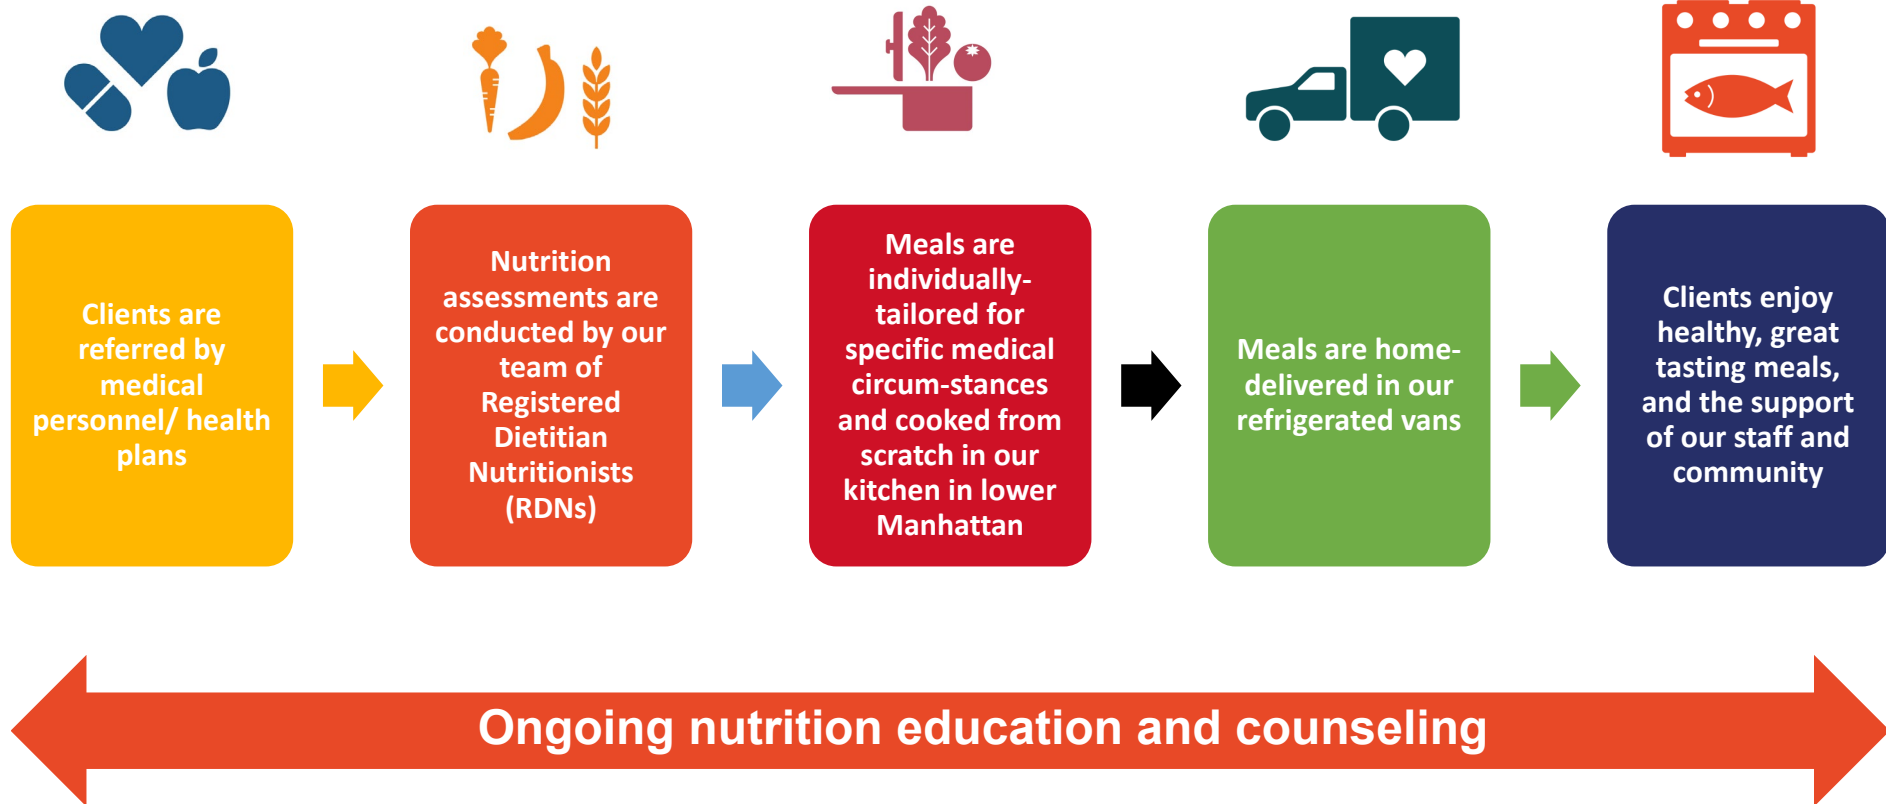 Clients are
referred by
medical
personnel/ health
plans
Nutrition
assessments are
conducted by our
team of
Registered
Dietitian
Nutritionists
(RDNs)
Meals are
individually-
tailored for
specific medical
circum-stances
and cooked from
scratch in our
kitchen in lower
Manhattan
Meals are home-
delivered in our
refrigerated vans
Clients enjoy
healthy, great
tasting meals,
and the support
of our staff and
community
Ongoing nutrition education and counseling